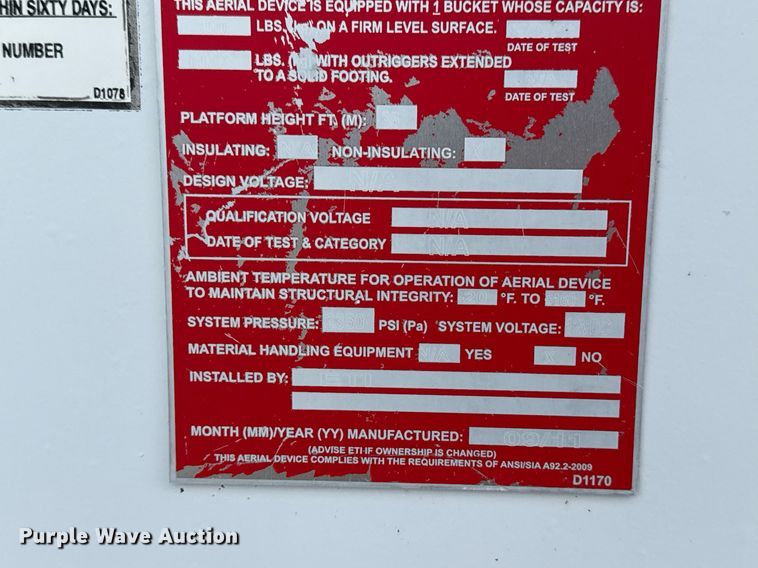 HIN SIXTY DAYS:
NUMBER
D1078
THIS AERIAL DEVICE IS EQUIPPED WITH 1 BUCKET WHOSE CAPACITY IS:
LBS. ON A FIRM LEVEL SURFACE.
DATE OF TEST
LBS. WITH OUTRIGGERS EXTENDED
TO A SOLID FOOTING.
DATE OF TEST
PLATFORM HEIGHT FT. (M):
INSULATING: N/A NON-INSULATING:
DESIGN VOLTAGE: N/A
QUALIFICATION VOLTAGE N/A
DATE OF TEST & CATEGORY N/A
AMBIENT TEMPERATURE FOR OPERATION OF AERIAL DEVICE
TO MAINTAIN STRUCTURAL INTEGRITY: °F. TO °F.
SYSTEM PRESSURE: PSI (Pa) SYSTEM VOLTAGE:
MATERIAL HANDLING EQUIPMENT N/A YES X NO
INSTALLED BY: ETI
MONTH (MM)/YEAR (YY) MANUFACTURED:
(ADVISE ETI IF OWNERSHIP IS CHANGED)
THIS AERIAL DEVICE COMPLIES WITH THE REQUIREMENTS OF ANSI/SIA A92.2-2009
D1170
Purple Wave Auction